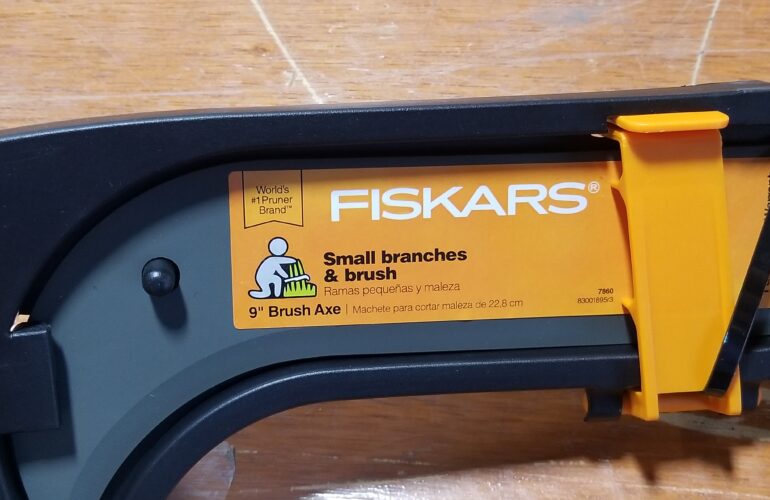 World's
#1 Pruner
Brand™
FISKARS®
Small branches
& brush
Ramas pequeñas y maleza
9" Brush Axe | Machete para cortar maleza de 22,8 cm
7860
83001895r3